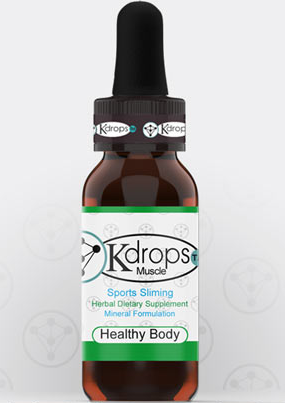 Kdrops
Kdrops
Kdrops T
Muscle
Sports Sliming
Herbal Dietary Supplement
Mineral Formulation
Healthy Body